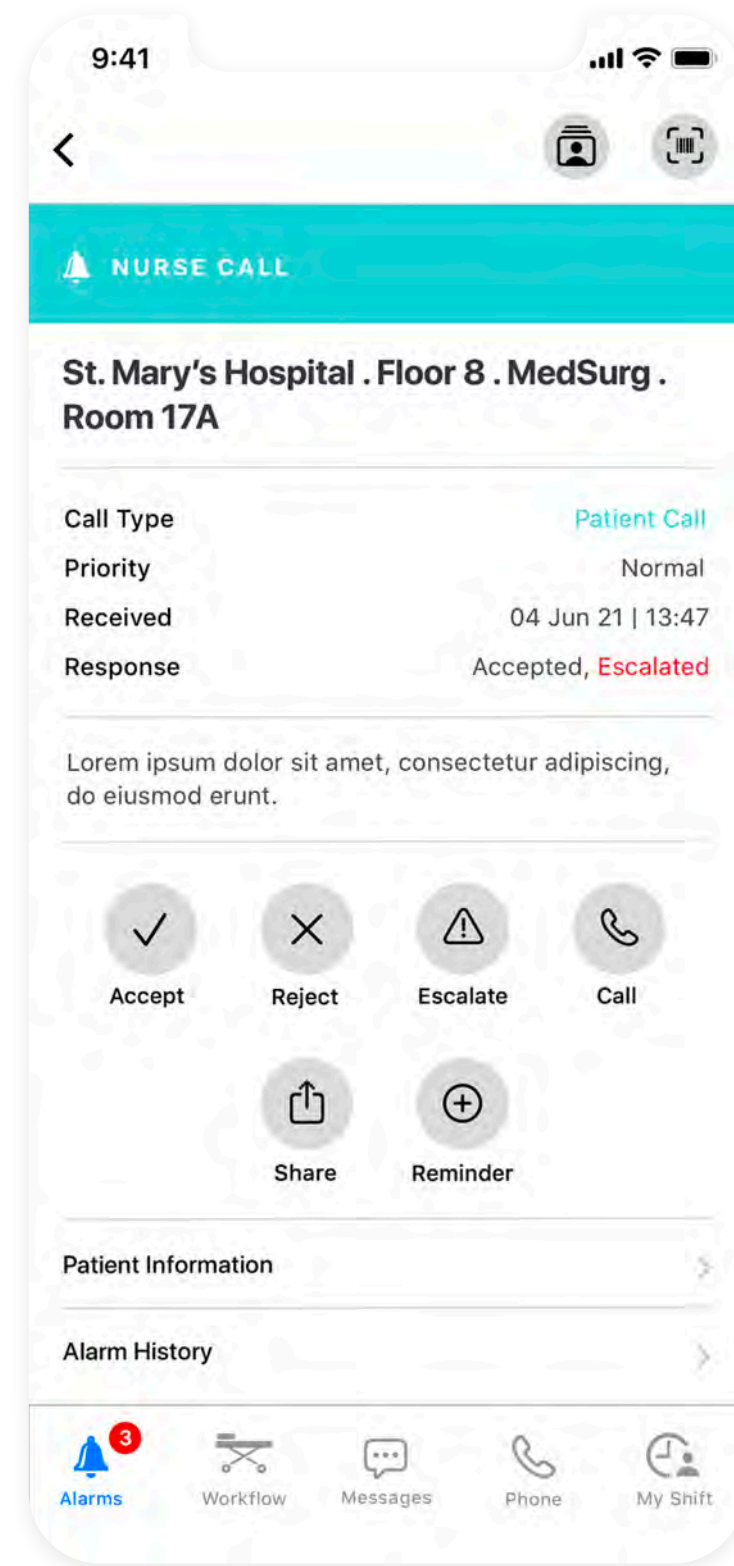 9:41
NURSE CALL
St. Mary's Hospital . Floor 8 . MedSurg .
Room 17A
Call Type Patient Call
Priority Normal
Received 04 Jun 21 | 13:47
Response Accepted, Escalated
Lorem ipsum dolor sit amet, consectetur adipiscing,
do eiusmod erunt.
Accept Reject Escalate Call
Share Reminder
Patient Information
Alarm History
3
Alarms Workflow Messages Phone My Shift